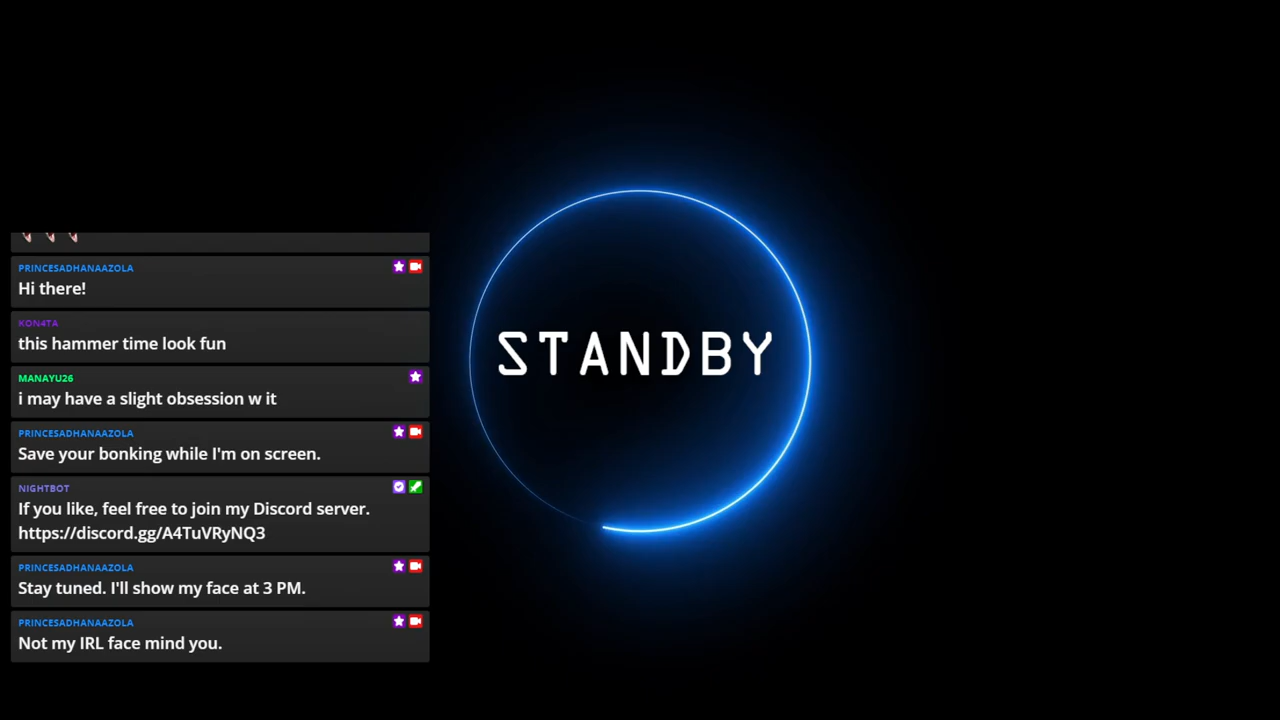 PRINCESADHANAAZOLA
Hi there!
KON4TA
this hammer time look fun
MANAYU26
i may have a slight obsession w it
PRINCESADHANAAZOLA
Save your bonking while I'm on screen.
NIGHTBOT
If you like, feel free to join my Discord server.
https://discord.gg/A4TuVRyNQ3
PRINCESADHANAAZOLA
Stay tuned. I'll show my face at 3 PM.
PRINCESADHANAAZOLA
Not my IRL face mind you.
STANDBY